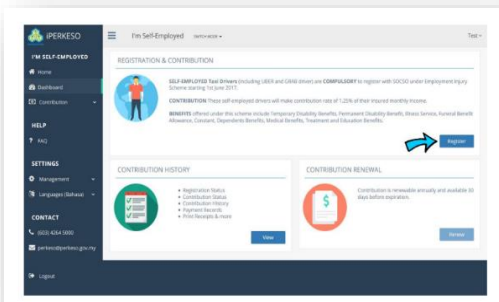 iPERKESO
I'm Self-Employed SWITCH MODE
Test
I'M SELF-EMPLOYED
Home
Dashboard
Contribution
HELP
? FAQ
SETTINGS
Management
Languages (Bahasa)
CONTACT
(603) 4264 5000
perkeso@perkeso.gov.my
Logout
REGISTRATION & CONTRIBUTION
SELF-EMPLOYED Taxi Drivers (including UBER and GRAB driver) are COMPULSORY to register with SOCSO under Employment Injury
Scheme starting 1st June 2017.
CONTRIBUTION These self-employed drivers will make contribution rate of 1.25% of their insured monthly income.
BENEFITS offered under this scheme include Temporary Disability Benefits, Permanent Disability Benefit, Rehab Service, Funeral Benefit
Allowance, Constant, Dependents Benefits, Medical Benefits, Treatment and Education Benefits.
Register
CONTRIBUTION HISTORY
• Registration Status
• Contribution Status
• Contribution History
• Payment Records
• Print Receipts & more
View
CONTRIBUTION RENEWAL
Contribution is renewable annually and available 30
days before expiration.
Renew